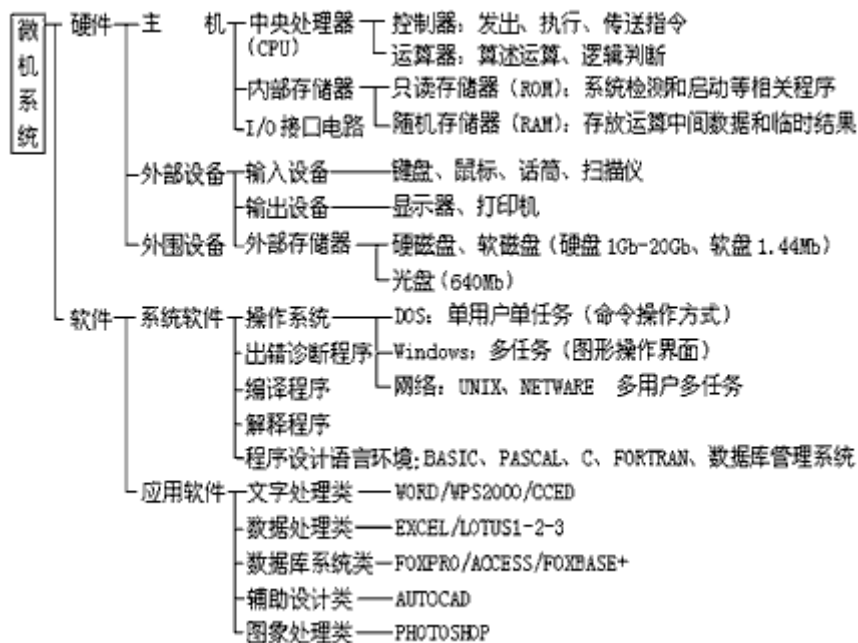 微机系统
硬件 主 机 中央处理器 控制器：发出、执行、传送指令
(CPU) 运算器：算述运算、逻辑判断
内部存储器 只读存储器（ROM）：系统检测和启动等相关程序
I/O 接口电路 随机存储器（RAM）：存放运算中间数据和临时结果
外部设备 输入设备 键盘、鼠标、话筒、扫描仪
输出设备 显示器、打印机
外围设备 外部存储器 硬磁盘、软磁盘（硬盘 1Gb-20Gb、软盘 1.44Mb）
光盘(640Mb)
软件 系统软件 操作系统 DOS：单用户单任务（命令操作方式）
出错诊断程序 Windows：多任务（图形操作界面）
编译程序 网络：UNIX、NETWARE 多用户多任务
解释程序
程序设计语言环境:BASIC、PASCAL、C、FORTRAN、数据库管理系统
应用软件 文字处理类 WORD/WPS2000/CCED
数据处理类 EXCEL/LOTUS1-2-3
数据库系统类 FOXPRO/ACCESS/FOXBASE+
辅助设计类 AUTOCAD
图象处理类 PHOTOSHOP